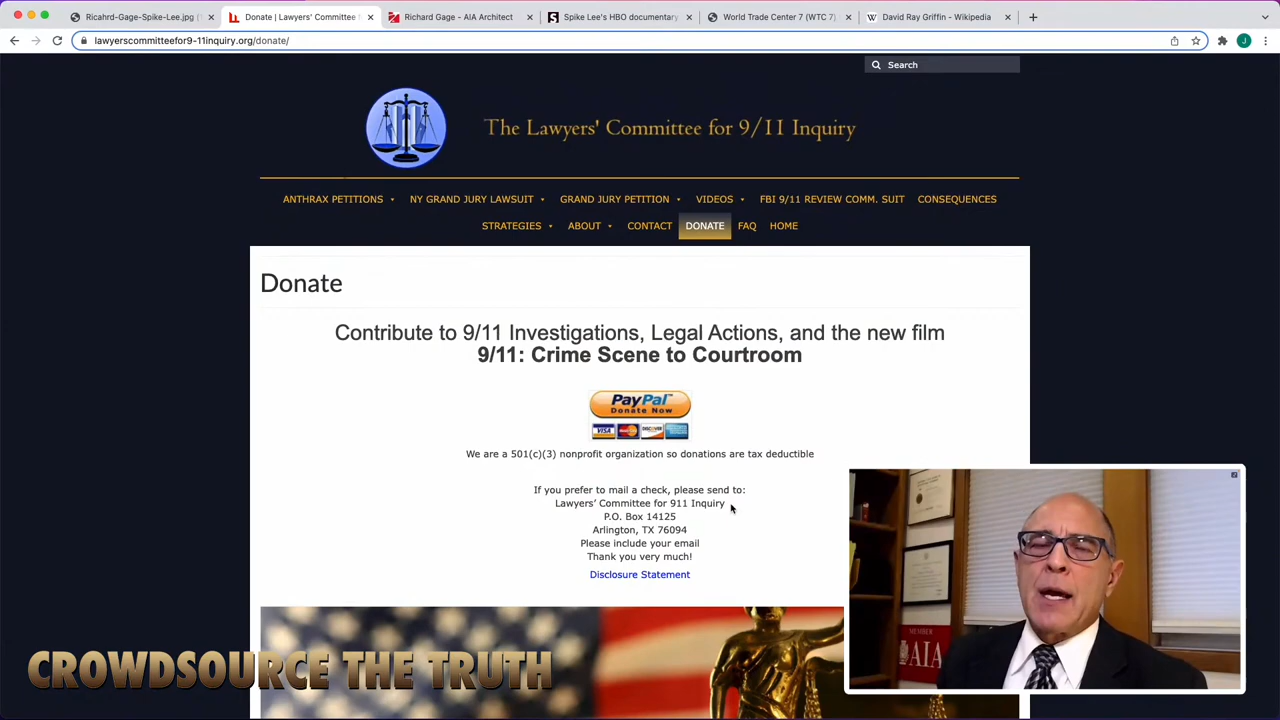 Ricahrd-Gage-Spike-Lee.jpg (
Donate | Lawyers' Committee
Richard Gage - AIA Architect
Spike Lee's HBO documentary
World Trade Center 7 (WTC 7)
David Ray Griffin - Wikipedia
lawyerscommitteefor9-11inquiry.org/donate/
J
Search
The Lawyers' Committee for 9/11 Inquiry
ANTHRAX PETITIONS NY GRAND JURY LAWSUIT GRAND JURY PETITION VIDEOS FBI 9/11 REVIEW COMM. SUIT CONSEQUENCES
STRATEGIES ABOUT CONTACT DONATE FAQ HOME
Donate
Contribute to 9/11 Investigations, Legal Actions, and the new film
9/11: Crime Scene to Courtroom
PayPal
Donate Now
VISA MasterCard DISCOVER
We are a 501(c)(3) nonprofit organization so donations are tax deductible
If you prefer to mail a check, please send to:
Lawyers' Committee for 911 Inquiry
P.O. Box 14125
Arlington, TX 76094
Please include your email
Thank you very much!
Disclosure Statement
MEMBER
AIA
CROWDSOURCE THE TRUTH